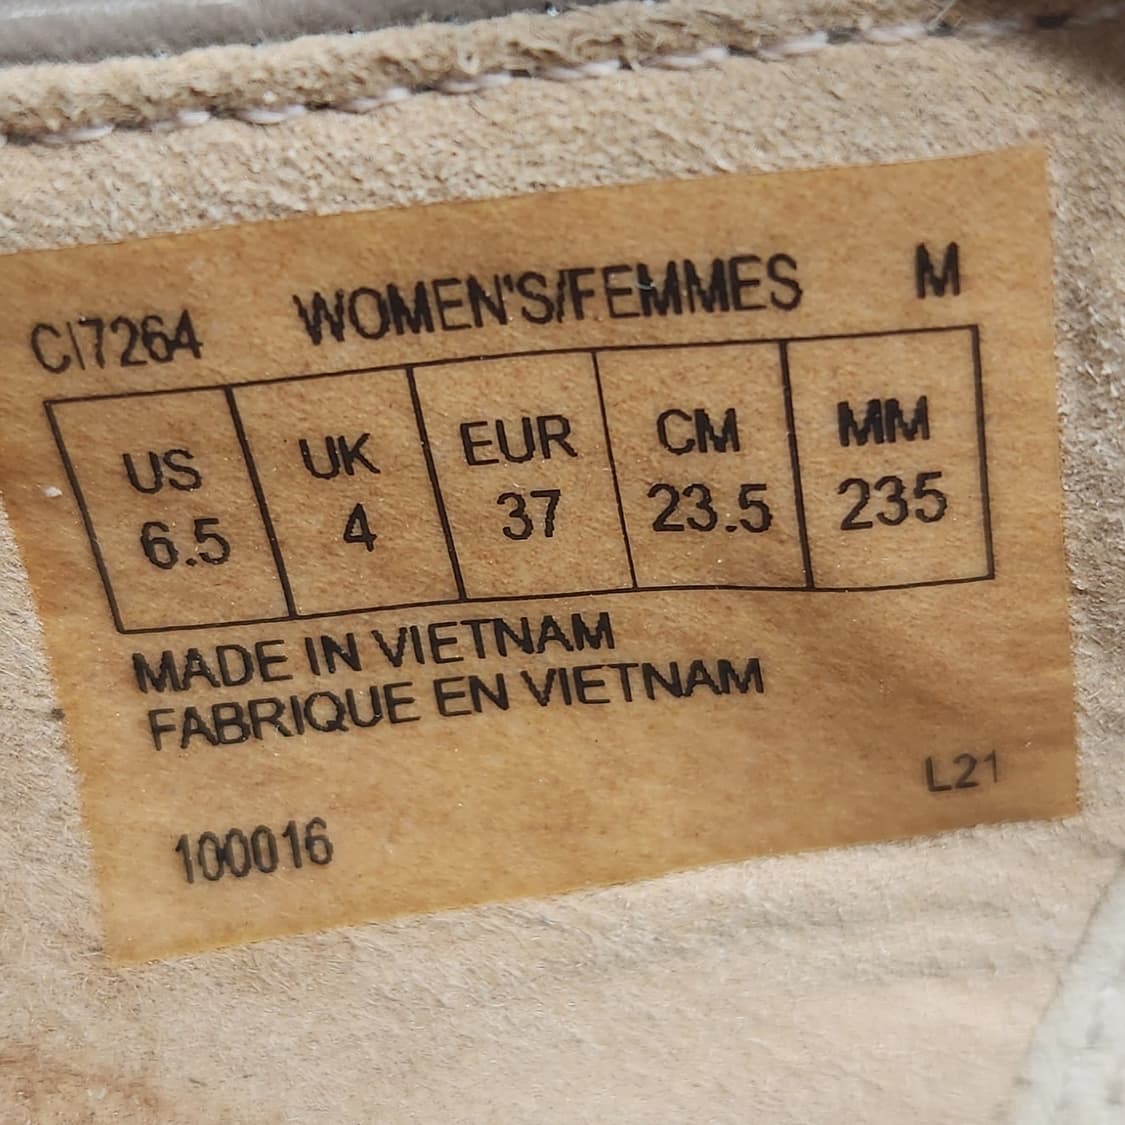 CI7264 WOMEN'S/FEMMES M
US UK EUR CM MM
6.5 4 37 23.5 235
MADE IN VIETNAM
FABRIQUE EN VIETNAM
L21
100016